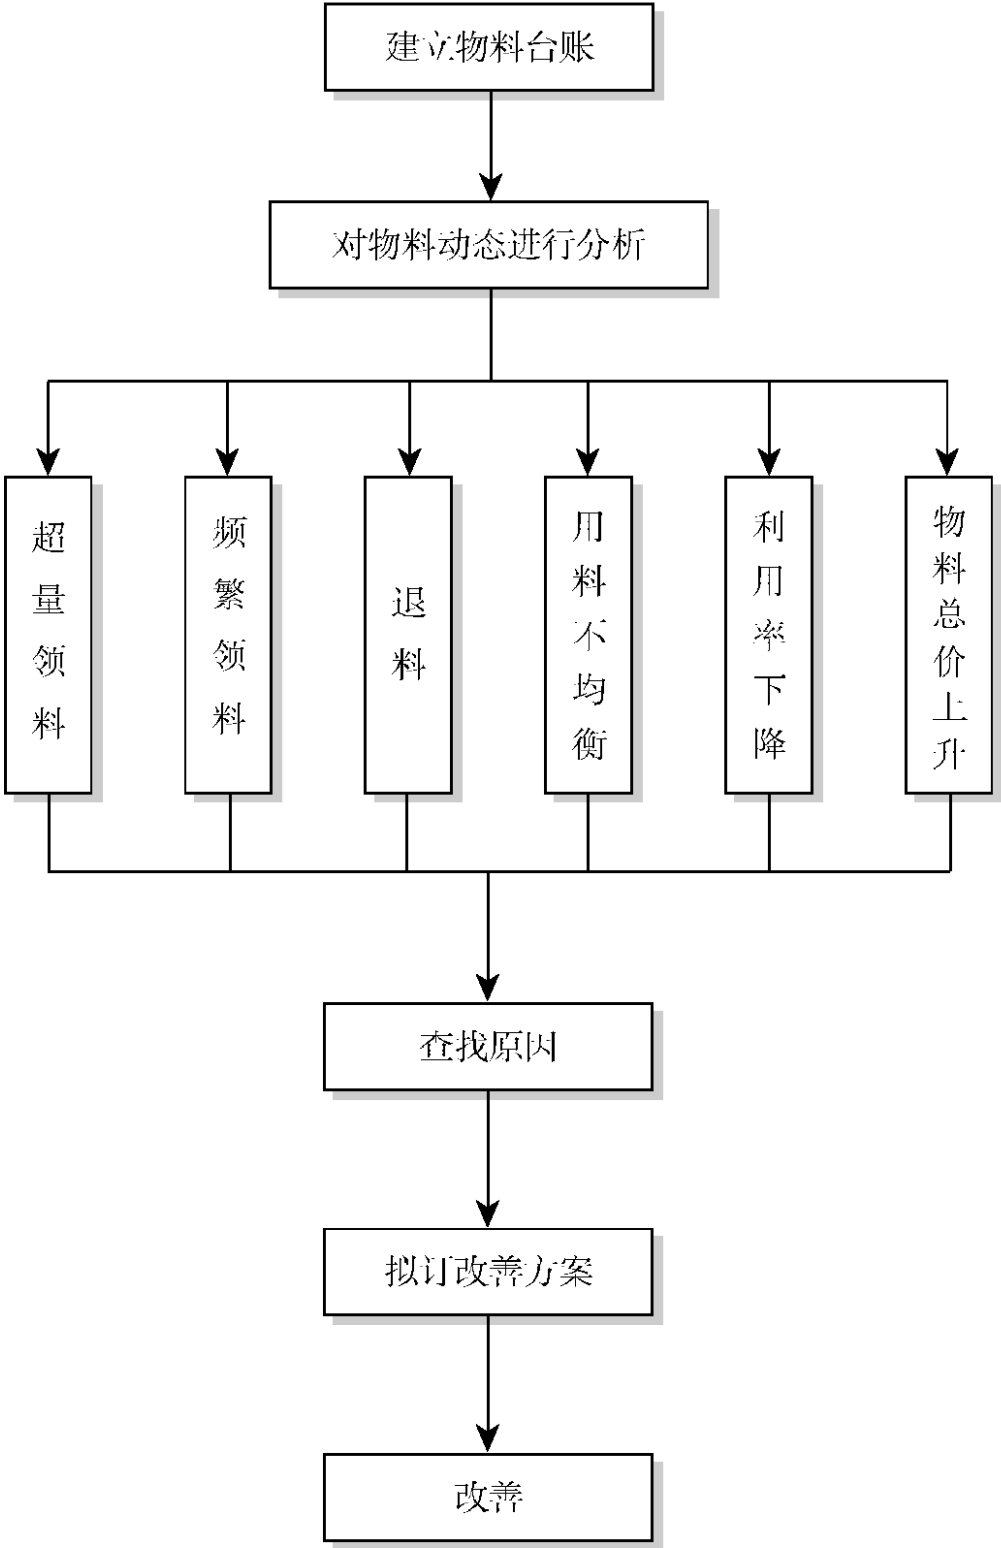 建立物料台账
对物料动态进行分析
超量领料
频繁领料
退料
用料不均衡
利用率下降
物料总价上升
查找原因
拟订改善方案
改善